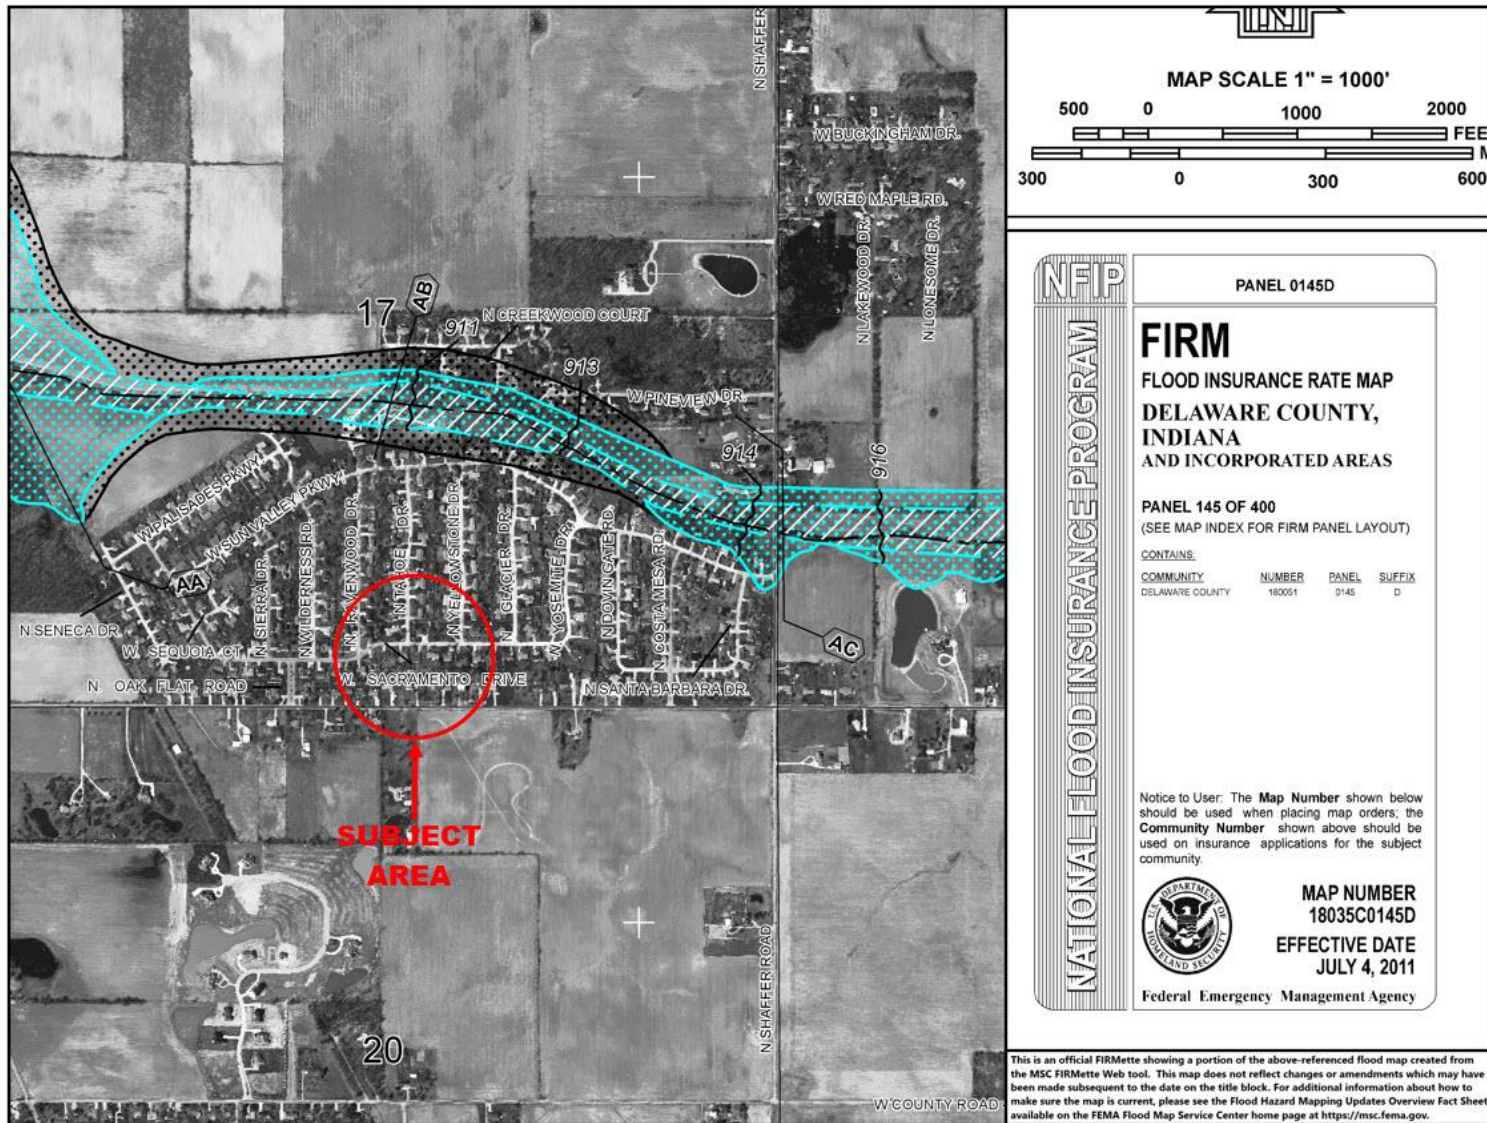 N SHAFFER
W BUCKINGHAM DR.
W RED MAPLE RD.
N LAKEWOOD DR.
N LONESOME DR.
17
AB
911
N CREEKWOOD COURT
913
W PINEVIEW DR.
914
916
W PALISADES PKWY.
W SUN VALLEY PKWY.
N SIERRA DR.
N WILDERNESS RD.
N. RAVENWOOD DR.
N TAHOE DR.
N YELLOWSTONE DR.
N GLACIER DR.
W YOSEMITE DR.
N DOVINGATE RD.
N COSTA MESA RD.
AA
AC
N SENECA DR.
W. SEQUOIA CT.
N. OAK FLAT ROAD
W. SACRAMENTO DRIVE
N SANTA BARBARA DR.
SUBJECT
AREA
N SHAFFER ROAD
20
W COUNTY ROAD
N
MAP SCALE 1" = 1000'
500 0 1000 2000
FEE
M
300 0 300 600
NFIP
NATIONAL FLOOD INSURANCE PROGRAM
PANEL 0145D
FIRM
FLOOD INSURANCE RATE MAP
DELAWARE COUNTY,
INDIANA
AND INCORPORATED AREAS
PANEL 145 OF 400
(SEE MAP INDEX FOR FIRM PANEL LAYOUT)
CONTAINS:
COMMUNITY NUMBER PANEL SUFFIX
DELAWARE COUNTY 180051 0145 D
Notice to User: The Map Number shown below
should be used when placing map orders; the
Community Number shown above should be
used on insurance applications for the subject
community.
U.S. DEPARTMENT OF
HOMELAND SECURITY
MAP NUMBER
18035C0145D
EFFECTIVE DATE
JULY 4, 2011
Federal Emergency Management Agency
This is an official FIRMette showing a portion of the above-referenced flood map created from
the MSC FIRMette Web tool. This map does not reflect changes or amendments which may have
been made subsequent to the date on the title block. For additional information about how to
make sure the map is current, please see the Flood Hazard Mapping Updates Overview Fact Sheet
available on the FEMA Flood Map Service Center home page at https://msc.fema.gov.